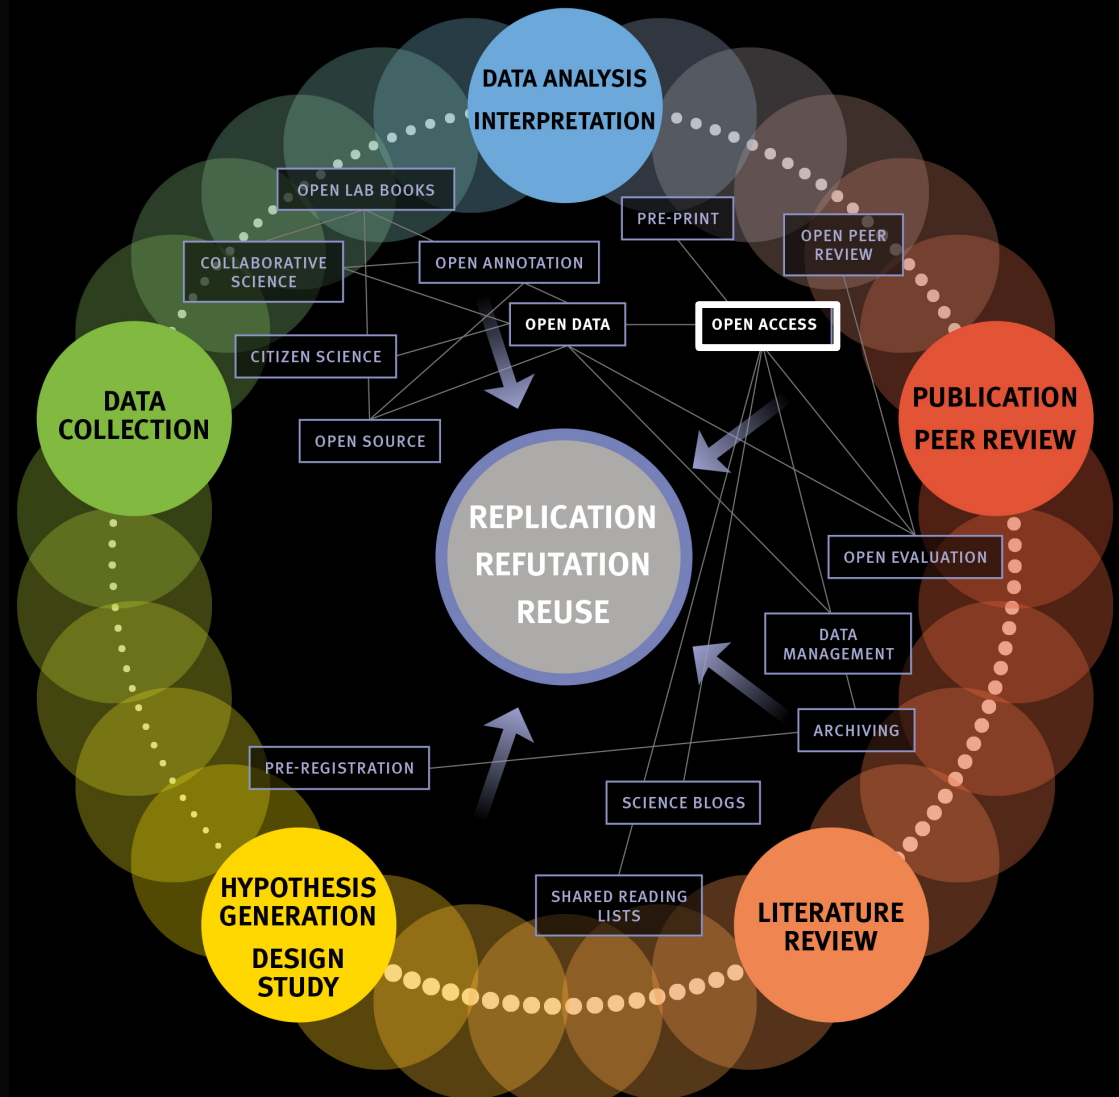 DATA ANALYSIS
INTERPRETATION
OPEN LAB BOOKS
PRE-PRINT
OPEN PEER
REVIEW
COLLABORATIVE
SCIENCE
OPEN ANNOTATION
OPEN DATA
OPEN ACCESS
CITIZEN SCIENCE
DATA
COLLECTION
PUBLICATION
PEER REVIEW
OPEN SOURCE
REPLICATION
REFUTATION
REUSE
OPEN EVALUATION
DATA
MANAGEMENT
ARCHIVING
PRE-REGISTRATION
SCIENCE BLOGS
HYPOTHESIS
GENERATION
DESIGN
STUDY
SHARED READING
LISTS
LITERATURE
REVIEW